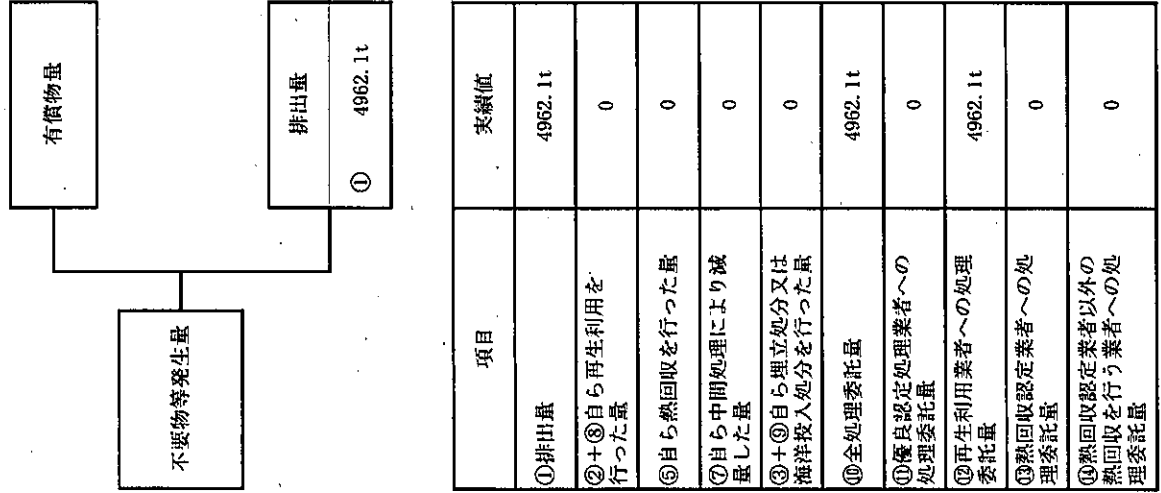 不要物等発生量
有償物量
排出量
① 4962.1t
項目 実績値
①排出量 4962.1t
②+⑧自ら再生利用を
行った量 0
⑤自ら熱回収を行った量 0
⑦自ら中間処理により減
量した量 0
③+⑨自ら埋立処分又は
海洋投入処分を行った量 0
⑩全処理委託量 4962.1t
⑪優良認定処理業者への
処理委託量 0
⑫再生利用業者への処理
委託量 4962.1t
⑬熱回収認定業者への処
理委託量 0
⑭熱回収認定業者以外の
熱回収を行う業者への処
理委託量 0